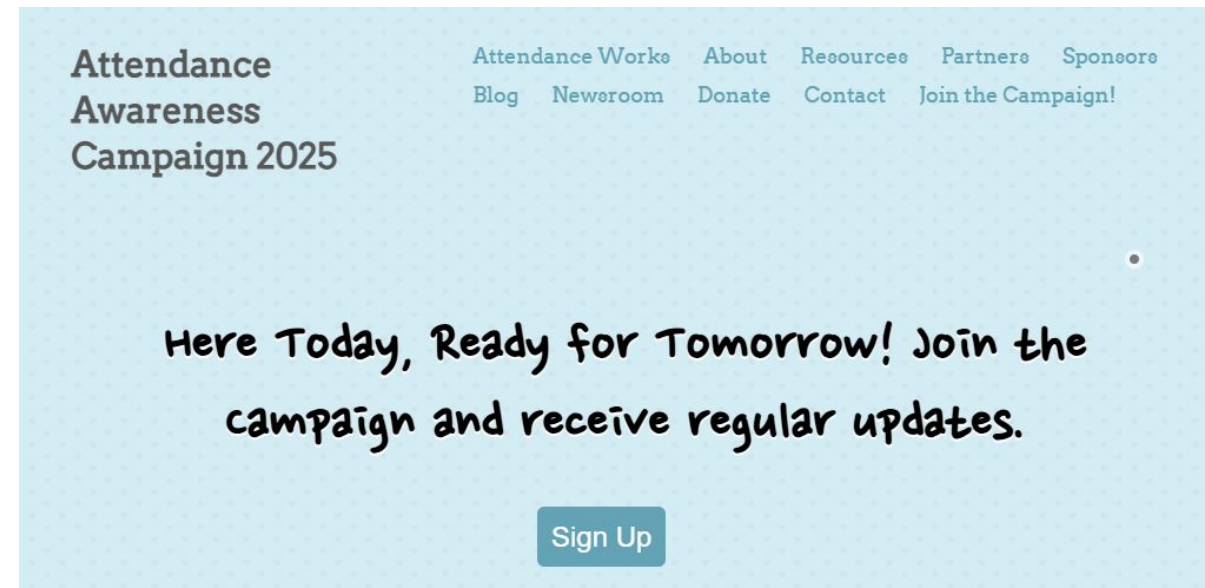 Attendance
Awareness
Campaign 2025
Attendance Works About Resources Partners Sponsors
Blog Newsroom Donate Contact Join the Campaign!
Here Today, Ready for Tomorrow! Join the
campaign and receive regular updates.
Sign Up